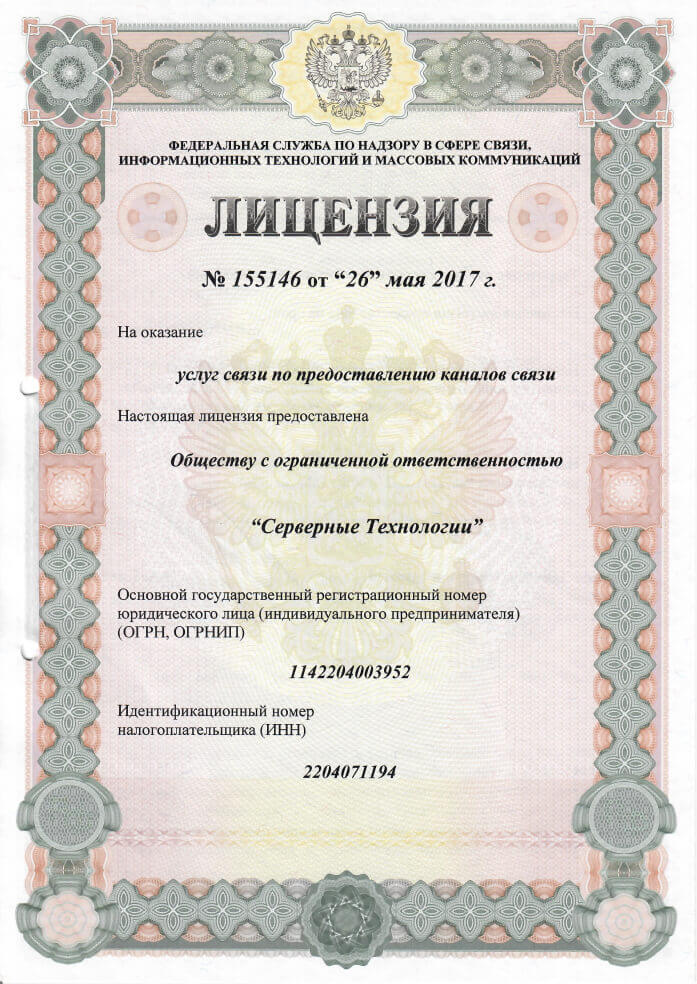 ФЕДЕРАЛЬНАЯ СЛУЖБА ПО НАДЗОРУ В СФЕРЕ СВЯЗИ,
ИНФОРМАЦИОННЫХ ТЕХНОЛОГИЙ И МАССОВЫХ КОММУНИКАЦИЙ
ЛИЦЕНЗИЯ
№ 155146 от “26” мая 2017 г.
На оказание
услуг связи по предоставлению каналов связи
Настоящая лицензия предоставлена
Обществу с ограниченной ответственностью
“Серверные Технологии”
Основной государственный регистрационный номер
юридического лица (индивидуального предпринимателя)
(ОГРН, ОГРНИП)
1142204003952
Идентификационный номер
налогоплательщика (ИНН)
2204071194